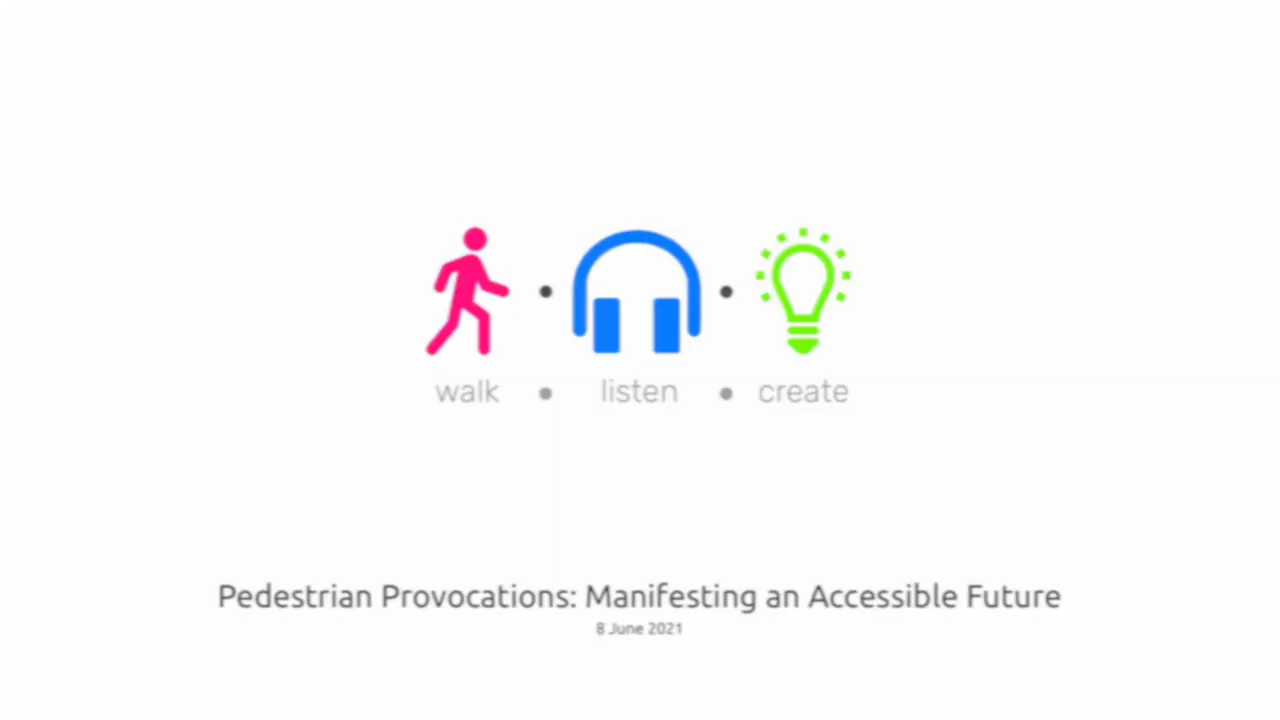 walk • listen • create
Pedestrian Provocations: Manifesting an Accessible Future
8 June 2021